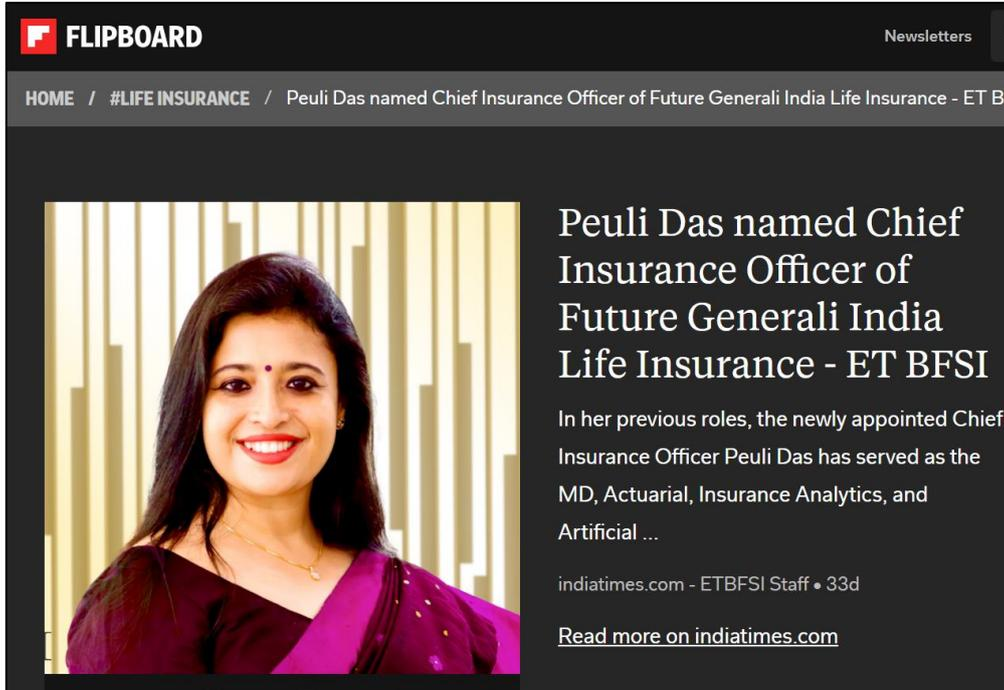 FLIPBOARD
Newsletters
HOME / #LIFE INSURANCE / Peuli Das named Chief Insurance Officer of Future Generali India Life Insurance - ET B
Peuli Das named Chief
Insurance Officer of
Future Generali India
Life Insurance - ET BFSI
In her previous roles, the newly appointed Chief
Insurance Officer Peuli Das has served as the
MD, Actuarial, Insurance Analytics, and
Artificial ...
indiatimes.com - ETBFSI Staff • 33d
Read more on indiatimes.com